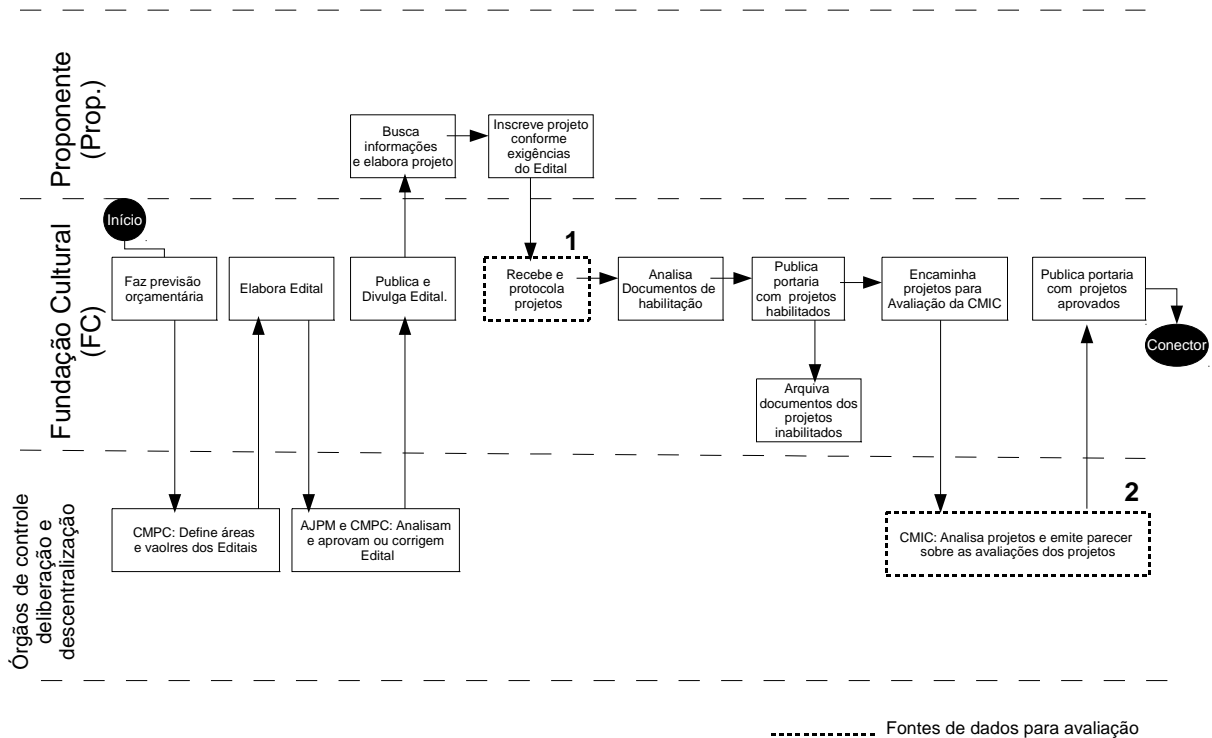 Proponente
(Prop.)
Busca
informações
e elabora projeto
Inscreve projeto
conforme
exigências
do Edital
Fundação Cultural
(FC)
Início
Faz previsão
orçamentária
Elabora Edital
Publica e
Divulga Edital.
1
Recebe e
protocola
projetos
Analisa
Documentos de
habilitação
Publica
portaria
com projetos
habilitados
Encaminha
projetos para
Avaliação da CMIC
Publica portaria
com projetos
aprovados
Conector
Arquiva
documentos dos
projetos
inabilitados
Órgãos de controle
deliberação e
descentralização
CMPC: Define áreas
e vaolres dos Editais
AJPM e CMPC: Analisam
e aprovam ou corrigem
Edital
2
CMIC: Analisa projetos e emite parecer
sobre as avaliações dos projetos
Fontes de dados para avaliação